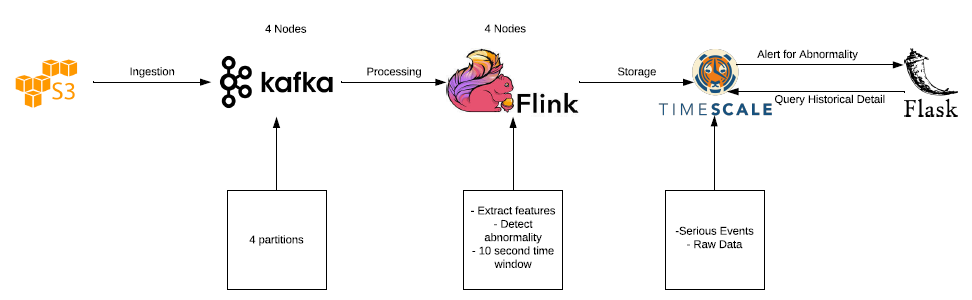 4 Nodes
4 Nodes
S3
Ingestion
kafka
Processing
Flink
Storage
TIMESCALE
Alert for Abnormality
Query Historical Detail
Flask
4 partitions
- Extract features
- Detect
abnormality
- 10 second time
window
-Serious Events
- Raw Data